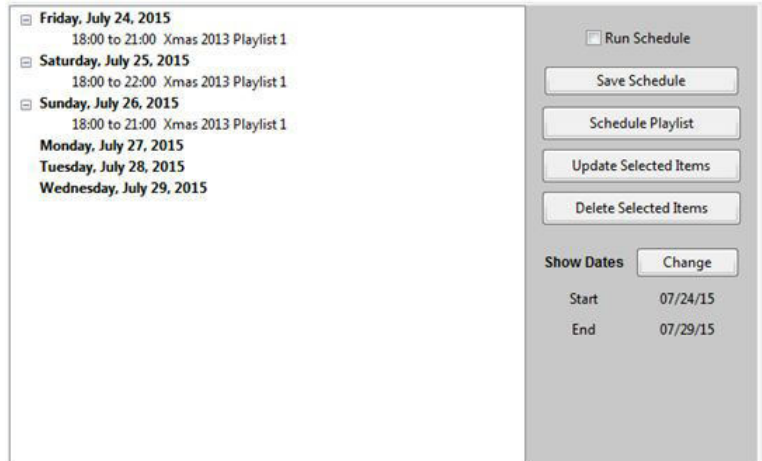 Friday, July 24, 2015
18:00 to 21:00 Xmas 2013 Playlist 1
Saturday, July 25, 2015
18:00 to 22:00 Xmas 2013 Playlist 1
Sunday, July 26, 2015
18:00 to 21:00 Xmas 2013 Playlist 1
Monday, July 27, 2015
Tuesday, July 28, 2015
Wednesday, July 29, 2015
Run Schedule
Save Schedule
Schedule Playlist
Update Selected Items
Delete Selected Items
Show Dates Change
Start 07/24/15
End 07/29/15